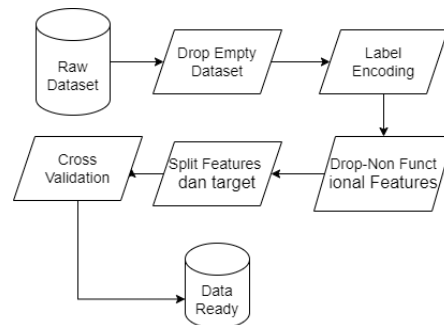 Raw
Dataset
Drop Empty
Dataset
Label
Encoding
Cross
Validation
Split Features
dan target
Drop-Non Funct
ional Features
Data
Ready